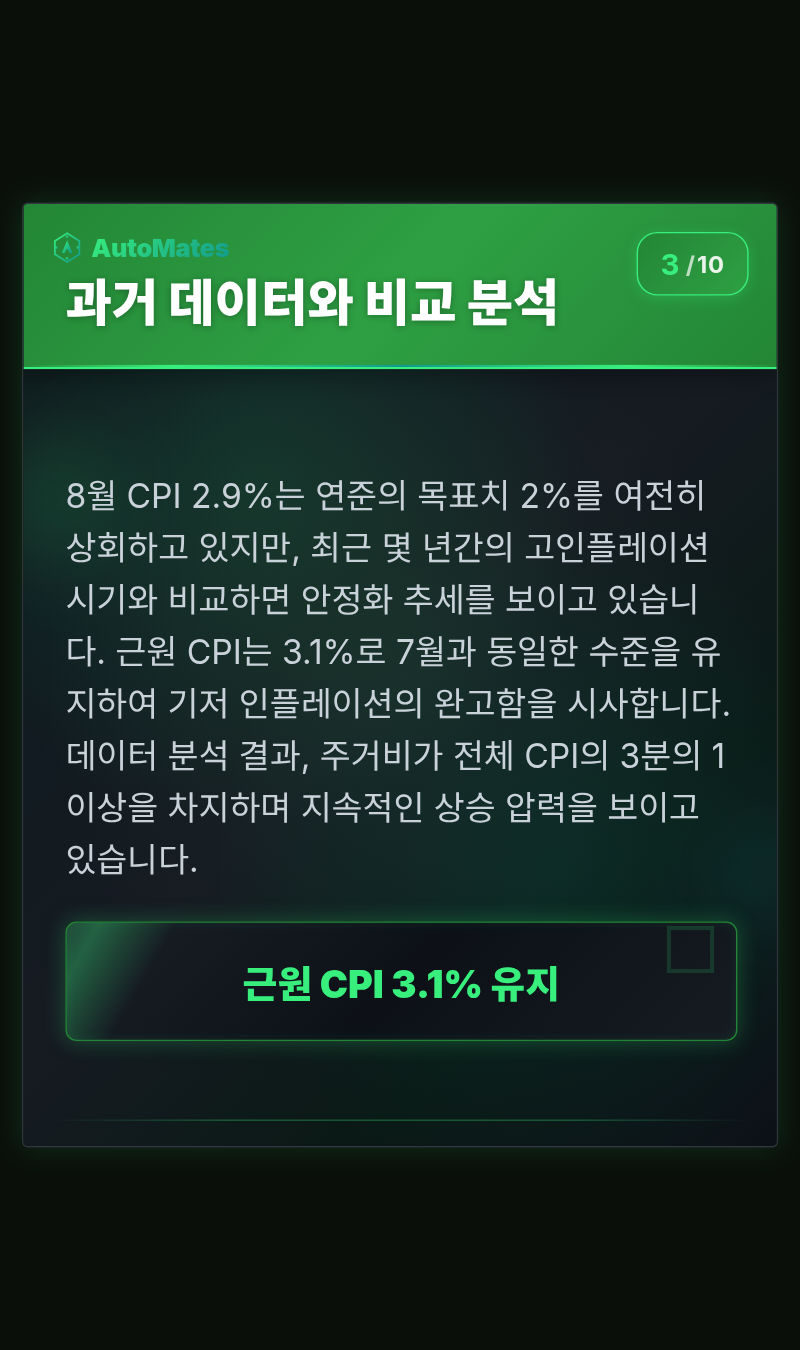 AutoMates
3 /10
과거 데이터와 비교 분석
8월 CPI 2.9%는 연준의 목표치 2%를 여전히
상회하고 있지만, 최근 몇 년간의 고인플레이션
시기와 비교하면 안정화 추세를 보이고 있습니
다. 근원 CPI는 3.1%로 7월과 동일한 수준을 유
지하여 기저 인플레이션의 완고함을 시사합니다.
데이터 분석 결과, 주거비가 전체 CPI의 3분의 1
이상을 차지하며 지속적인 상승 압력을 보이고
있습니다.
근원 CPI 3.1% 유지